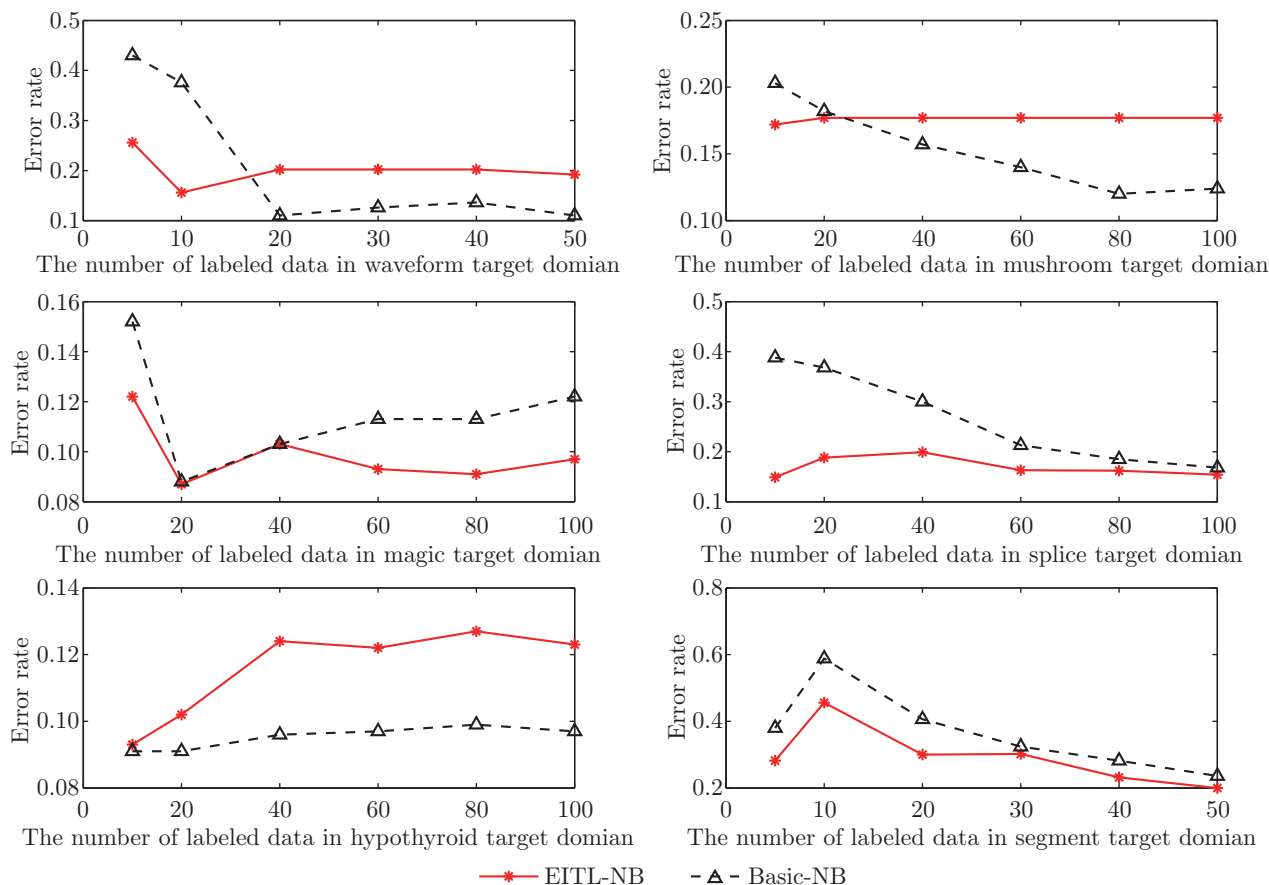 0.5
0.4
0.3
0.2
0.1
Error rate
0 10 20 30 40 50
The number of labeled data in waveform target domian
0.25
0.20
0.15
0.10
Error rate
0 20 40 60 80 100
The number of labeled data in mushroom target domian
0.16
0.14
0.12
0.10
0.08
Error rate
0 20 40 60 80 100
The number of labeled data in magic target domian
0.5
0.4
0.3
0.2
0.1
Error rate
0 20 40 60 80 100
The number of labeled data in splice target domian
0.14
0.12
0.10
0.08
Error rate
0 20 40 60 80 100
The number of labeled data in hypothyroid target domian
0.8
0.6
0.4
0.2
Error rate
0 10 20 30 40 50
The number of labeled data in segment target domian
EITL-NB
Basic-NB